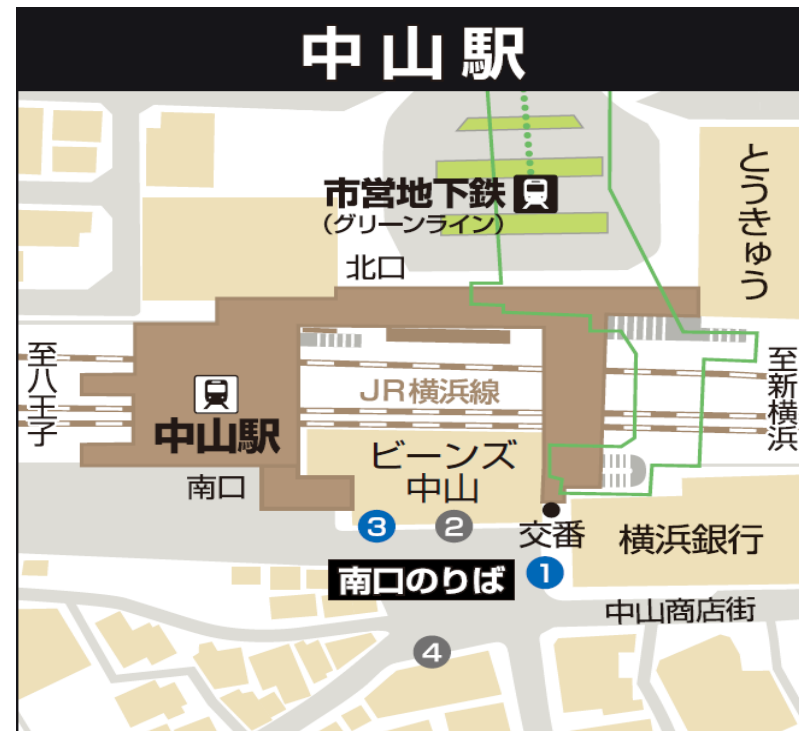 中山駅
とうきゅう
市営地下鉄
（グリーンライン）
北口
至八王子
JR横浜線
至新横浜
中山駅
ビーンズ
中山
南口
3
2
交番
横浜銀行
1
南口のりば
中山商店街
4